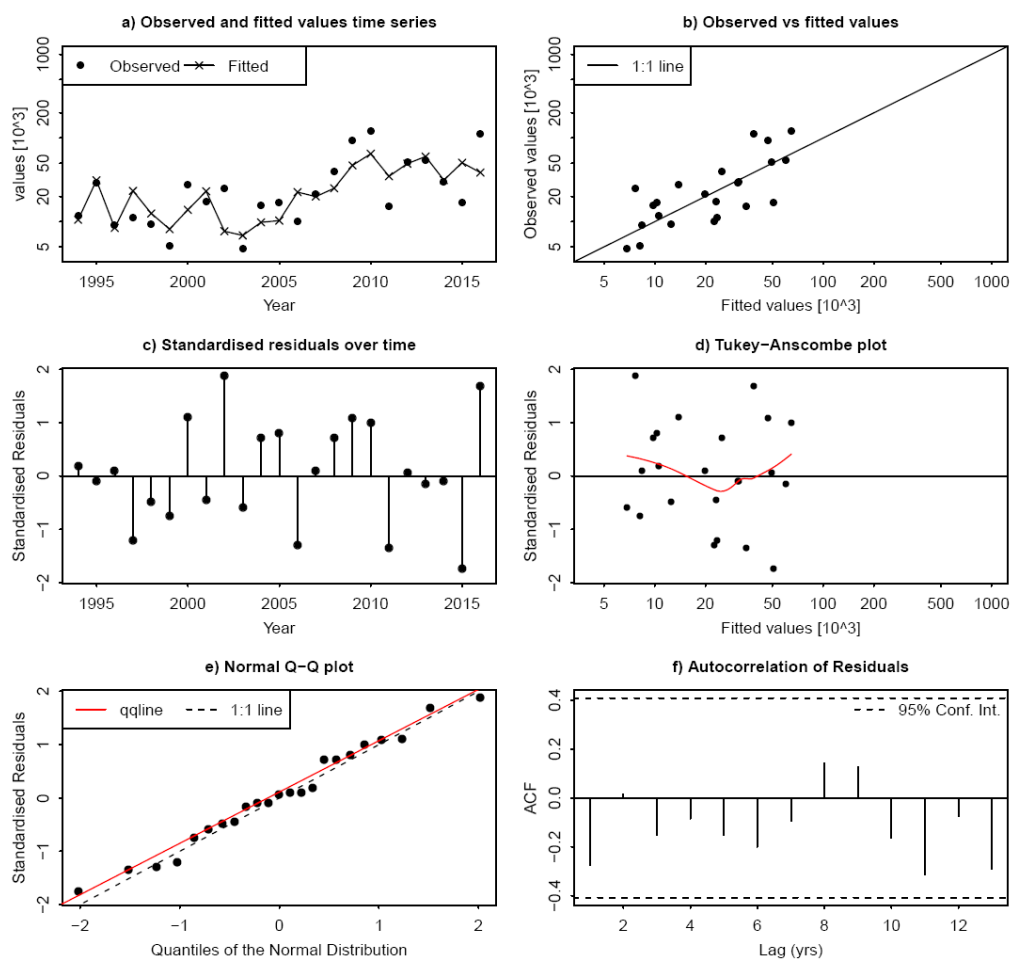 a) Observed and fitted values time series
values [10^3]
1000
200
50
20
5
Observed Fitted
1995 2000 2005 2010 2015
Year
b) Observed vs fitted values
Observed values [10^3]
1000
200
50
20
5
1:1 line
5 10 20 50 100 200 500 1000
Fitted values [10^3]
c) Standardised residuals over time
Standardised Residuals
2
1
0
−1
−2
1995 2000 2005 2010 2015
Year
d) Tukey−Anscombe plot
Standardised Residuals
2
1
0
−1
−2
5 10 20 50 100 200 500 1000
Fitted values [10^3]
e) Normal Q−Q plot
Standardised Residuals
2
1
0
−1
−2
qqline 1:1 line
−2 −1 0 1 2
Quantiles of the Normal Distribution
f) Autocorrelation of Residuals
ACF
0.4
0.2
0.0
−0.2
−0.4
95% Conf. Int.
2 4 6 8 10 12
Lag (yrs)